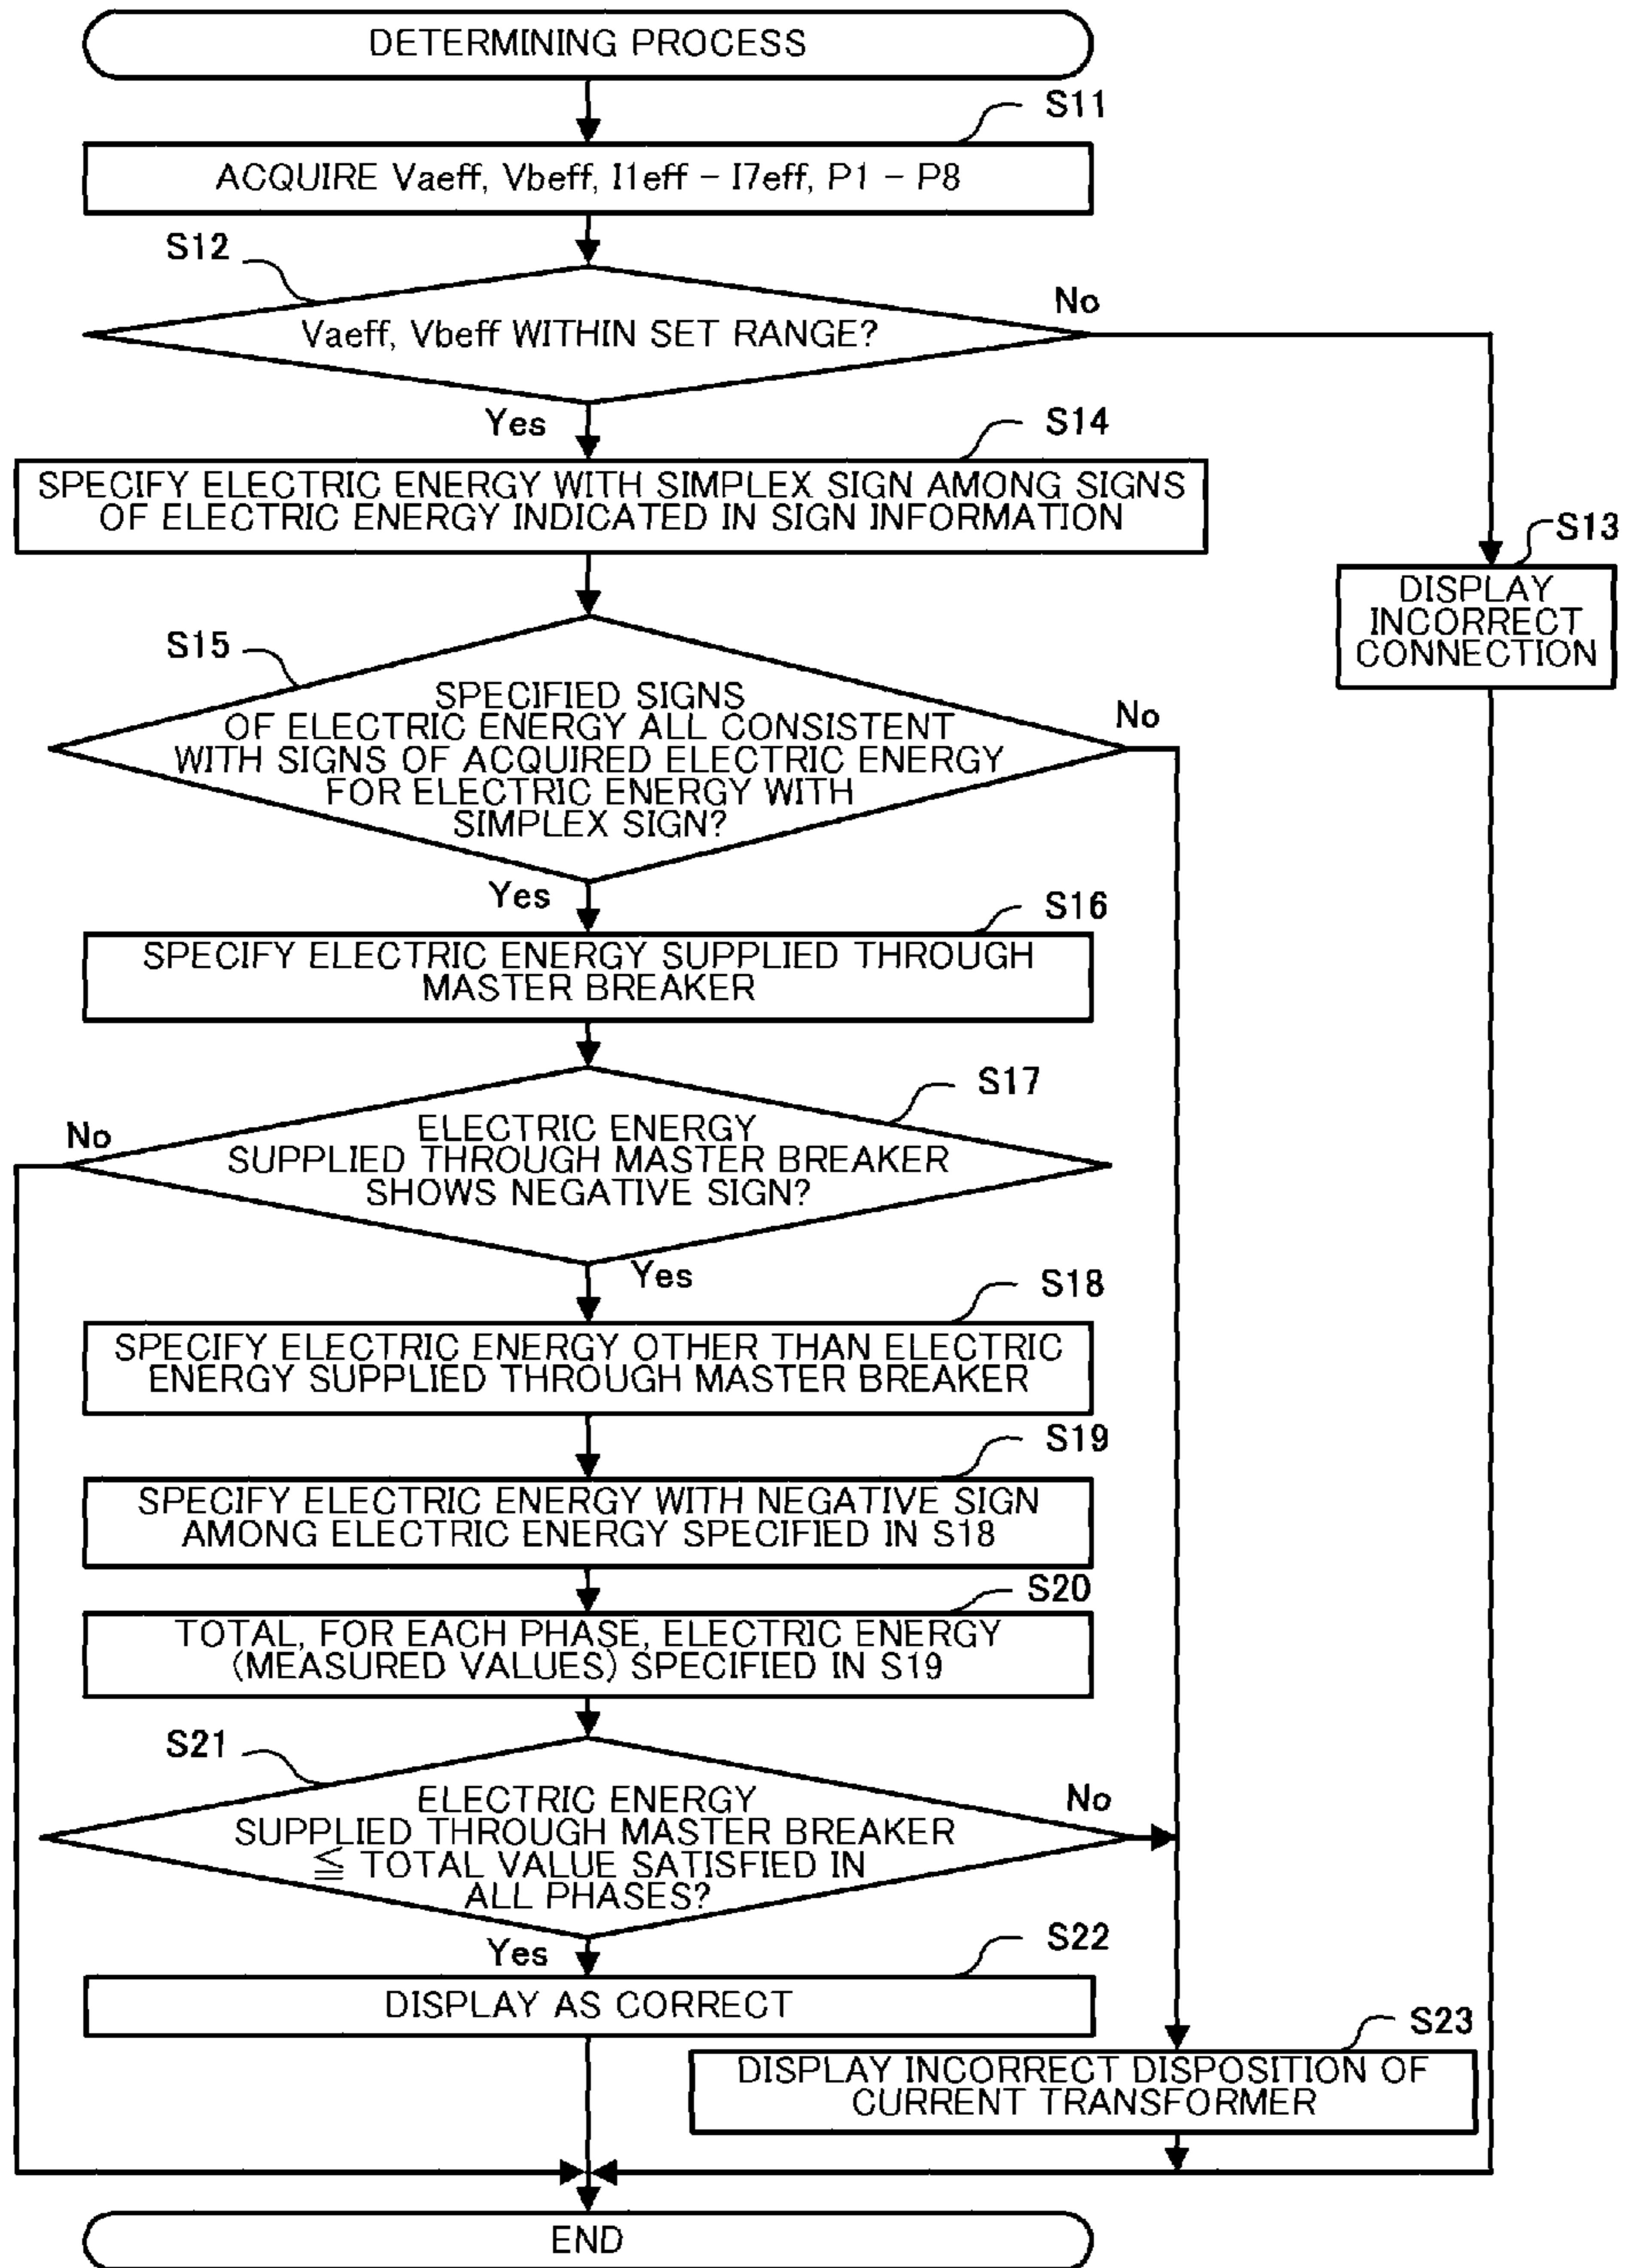 DETERMINING PROCESS
S11
ACQUIRE Vaeff, Vbeff, I1eff - I7eff, P1 - P8
S12
Vaeff, Vbeff WITHIN SET RANGE?
No
Yes
S14
SPECIFY ELECTRIC ENERGY WITH SIMPLEX SIGN AMONG SIGNS
OF ELECTRIC ENERGY INDICATED IN SIGN INFORMATION
S13
DISPLAY
INCORRECT
CONNECTION
S15
SPECIFIED SIGNS
OF ELECTRIC ENERGY ALL CONSISTENT
WITH SIGNS OF ACQUIRED ELECTRIC ENERGY
FOR ELECTRIC ENERGY WITH
SIMPLEX SIGN?
No
Yes
S16
SPECIFY ELECTRIC ENERGY SUPPLIED THROUGH
MASTER BREAKER
S17
No
ELECTRIC ENERGY
SUPPLIED THROUGH MASTER BREAKER
SHOWS NEGATIVE SIGN?
Yes
S18
SPECIFY ELECTRIC ENERGY OTHER THAN ELECTRIC
ENERGY SUPPLIED THROUGH MASTER BREAKER
S19
SPECIFY ELECTRIC ENERGY WITH NEGATIVE SIGN
AMONG ELECTRIC ENERGY SPECIFIED IN S18
S20
TOTAL, FOR EACH PHASE, ELECTRIC ENERGY
(MEASURED VALUES) SPECIFIED IN S19
S21
ELECTRIC ENERGY
SUPPLIED THROUGH MASTER BREAKER
≦ TOTAL VALUE SATISFIED IN
ALL PHASES?
No
Yes
S22
DISPLAY AS CORRECT
S23
DISPLAY INCORRECT DISPOSITION OF
CURRENT TRANSFORMER
END